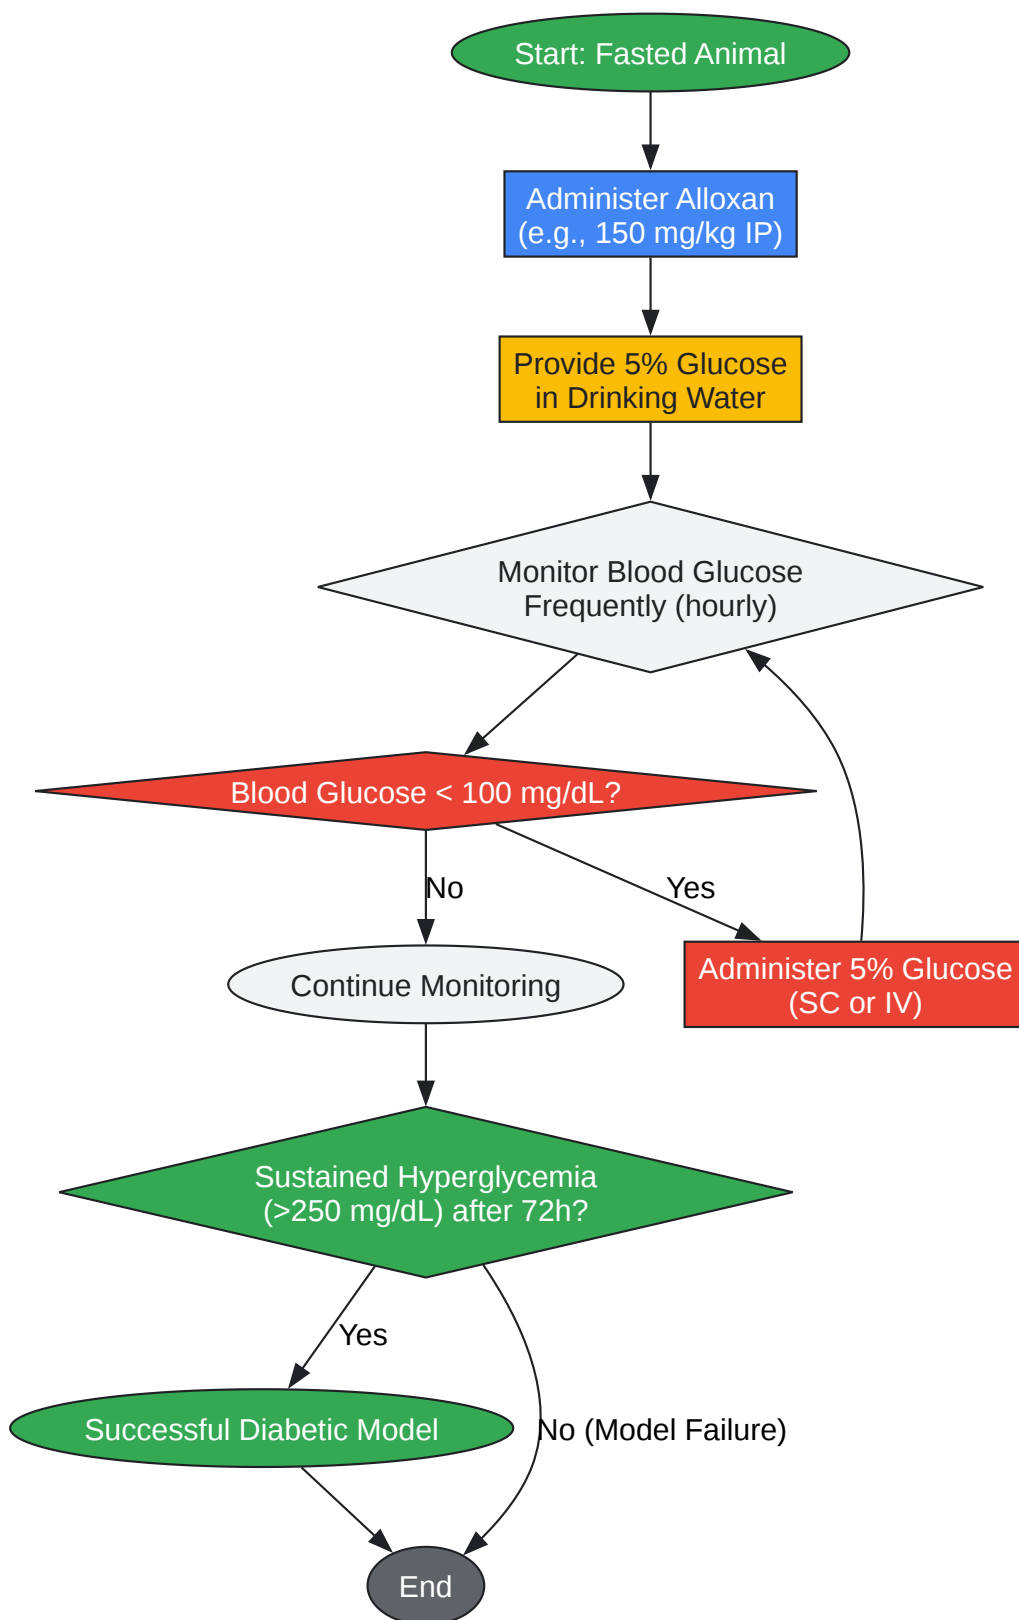 Start: Fasted Animal
Administer Alloxan
(e.g., 150 mg/kg IP)
Provide 5% Glucose
in Drinking Water
Monitor Blood Glucose
Frequently (hourly)
Blood Glucose < 100 mg/dL?
No
Yes
Administer 5% Glucose
(SC or IV)
Continue Monitoring
Sustained Hyperglycemia
(>250 mg/dL) after 72h?
Yes
Successful Diabetic Model
No (Model Failure)
End